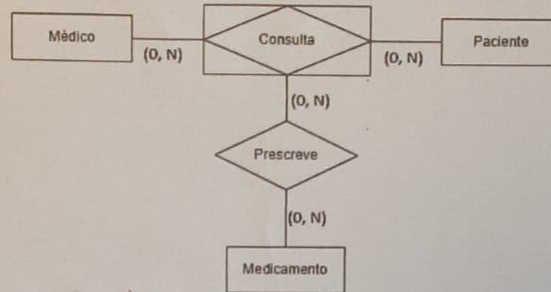 Médico
Consulta
Paciente
(0, N)
(0, N)
(0, N)
Prescreve
(0, N)
Medicamento